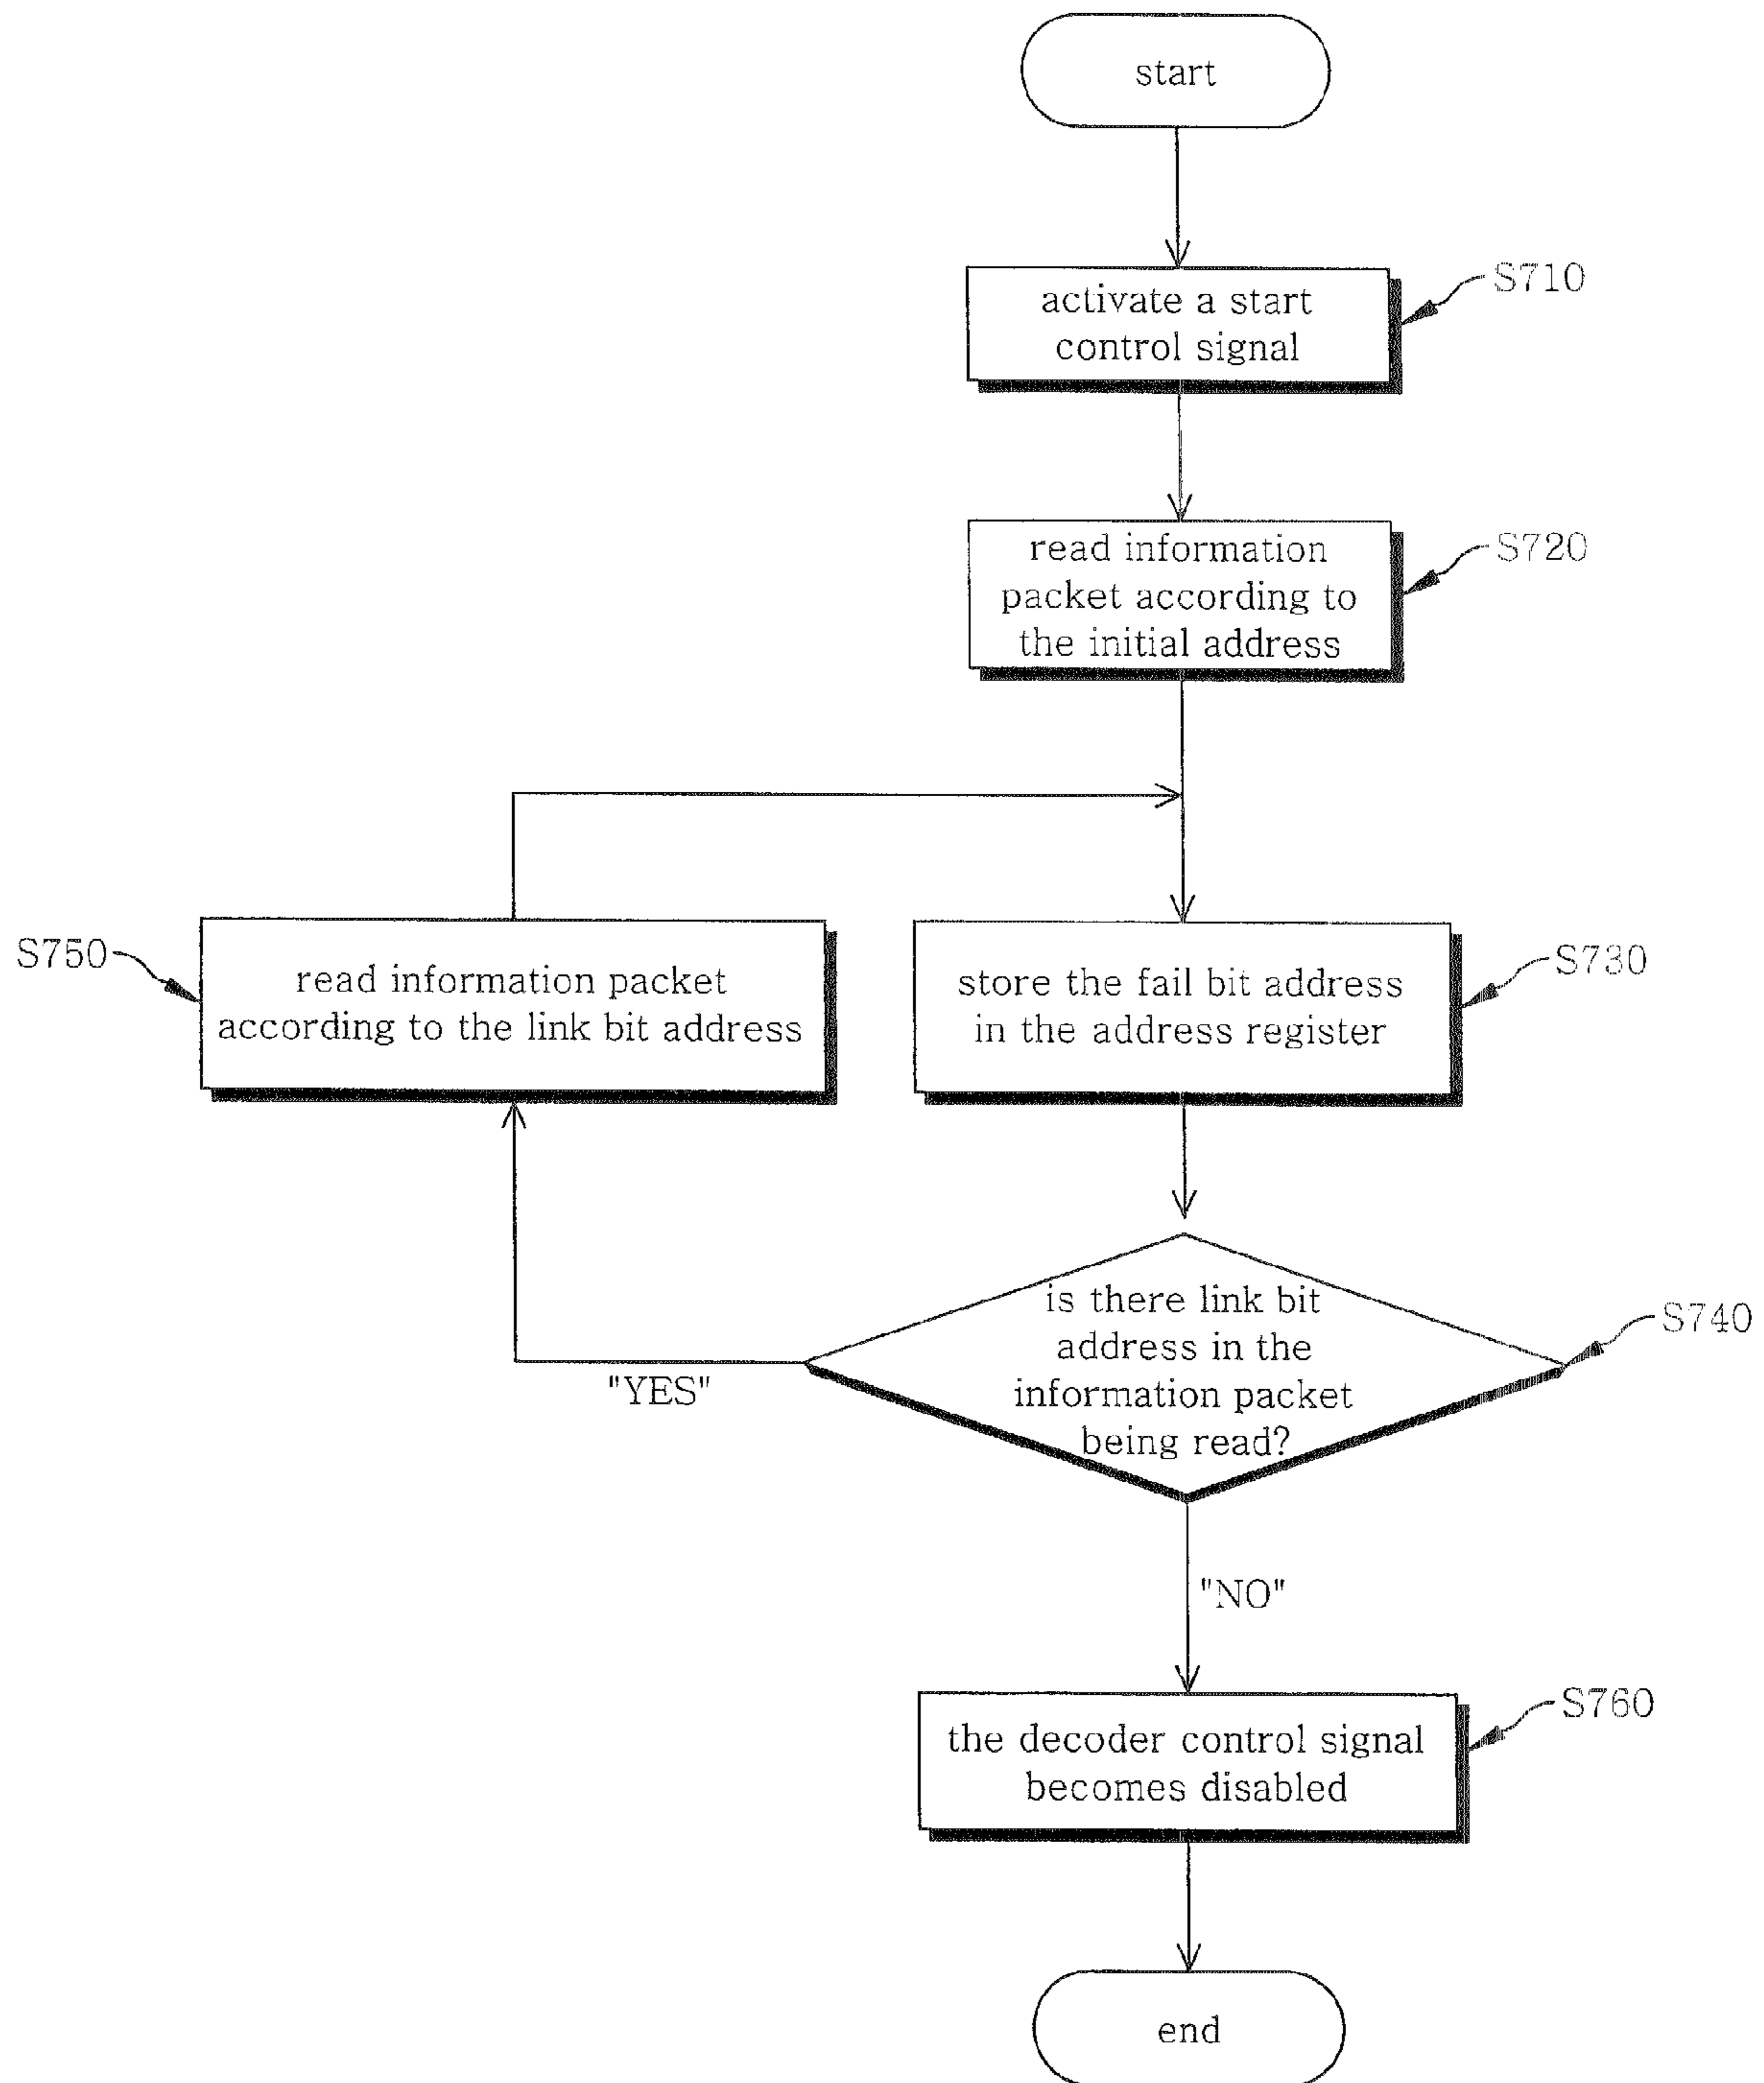 start
activate a start
control signal
S710
read information
packet according to
the initial address
S720
S750
read information packet
according to the link bit address
store the fail bit address
in the address register
S730
is there link bit
address in the
information packet
being read?
S740
"YES"
"NO"
the decoder control signal
becomes disabled
S760
end